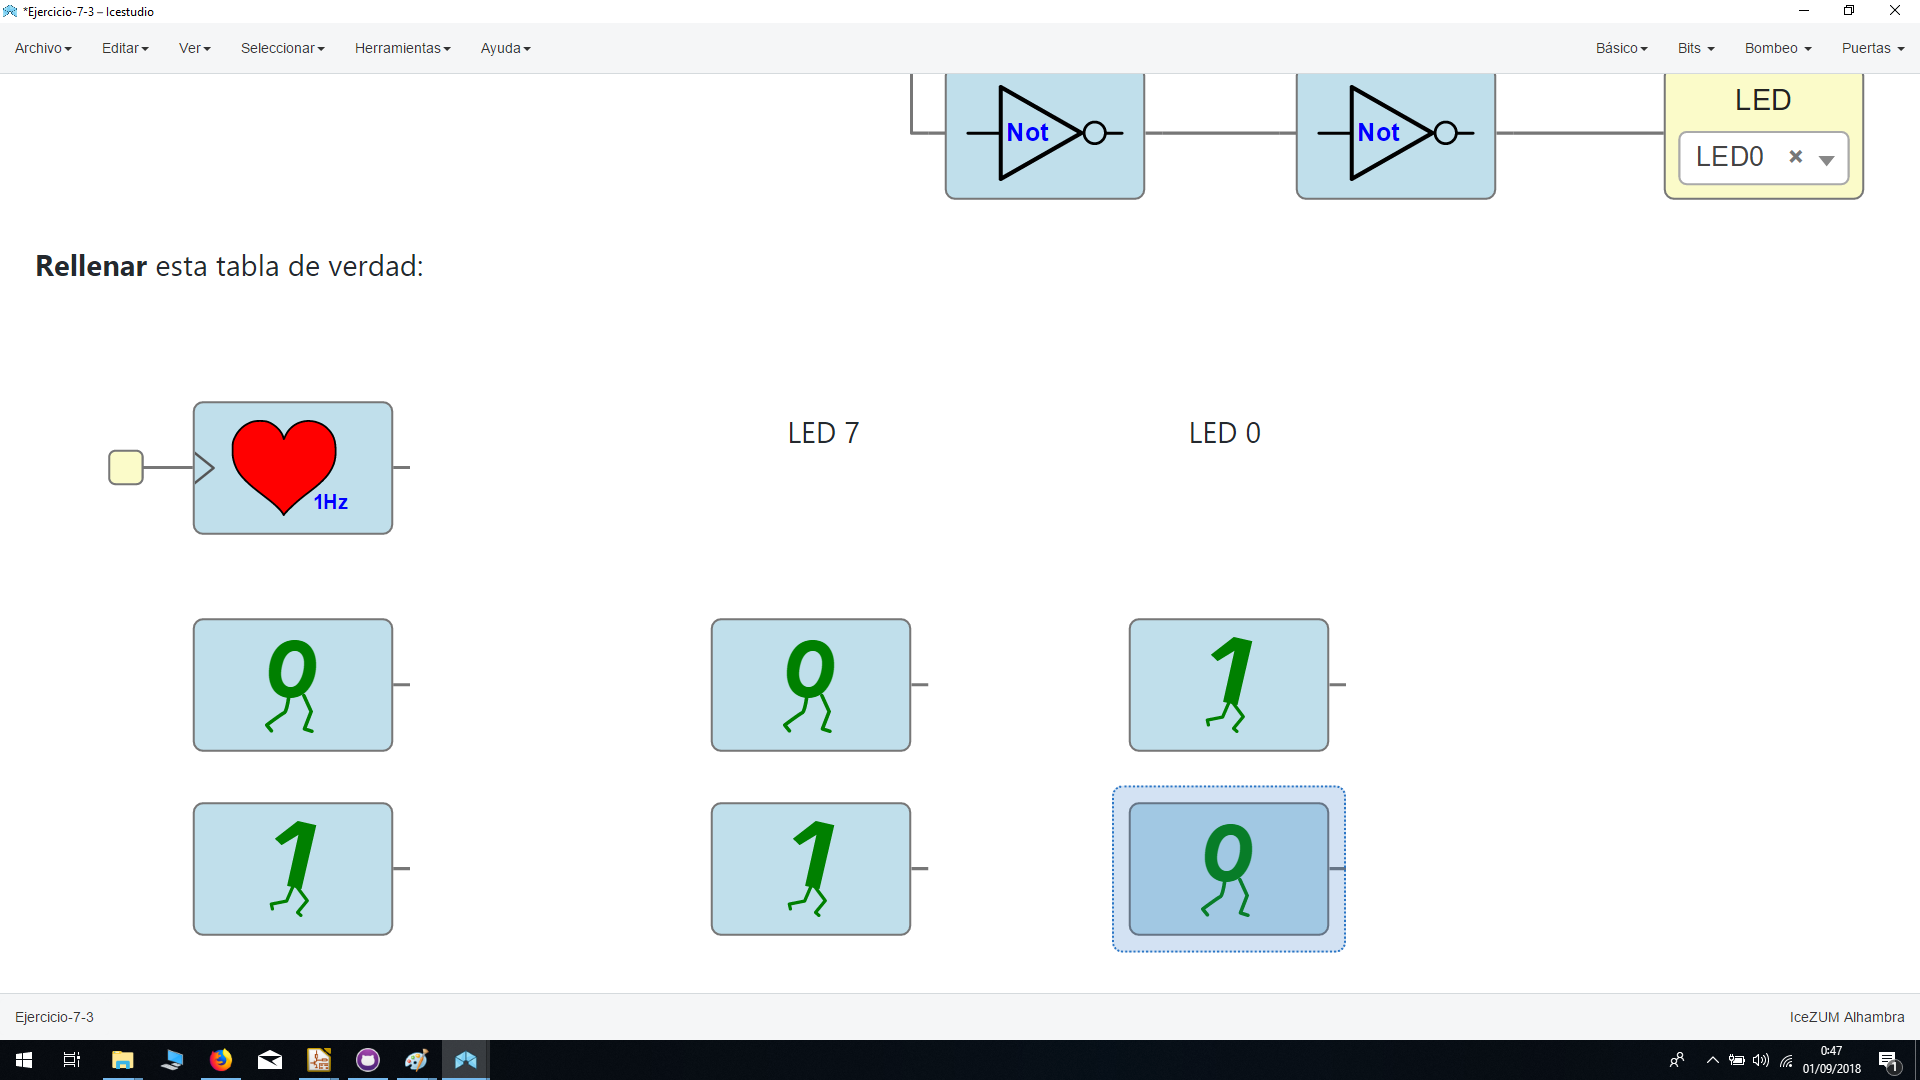 *Ejercicio-7-3 – Icestudio
Archivo Editar Ver Seleccionar Herramientas Ayuda Básico Bits Bombeo Puertas
Not Not LED
LED0 ×
Rellenar esta tabla de verdad:
LED 7 LED 0
1Hz
0 0 1
1 1 0
Ejercicio-7-3 IceZUM Alhambra
0:47
01/09/2018
1